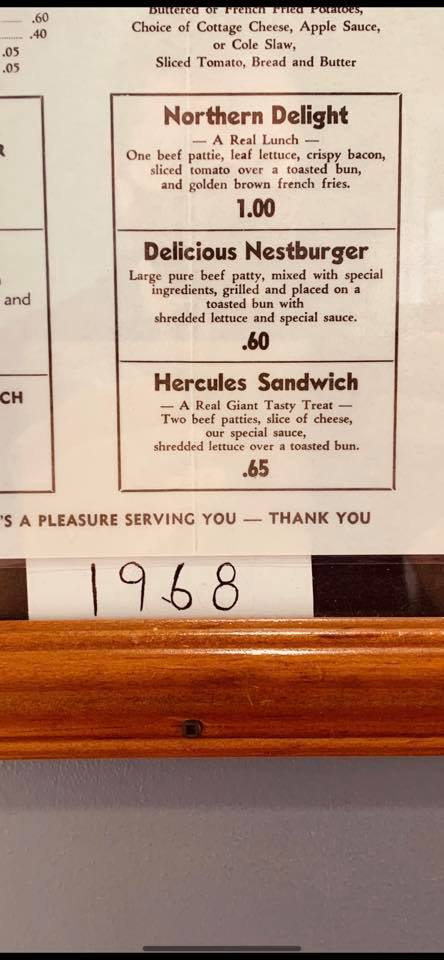 .60
.40
.05
.05
Buttered or French Fried Potatoes,
Choice of Cottage Cheese, Apple Sauce,
or Cole Slaw,
Sliced Tomato, Bread and Butter
R
and
CH
Northern Delight
— A Real Lunch —
One beef pattie, leaf lettuce, crispy bacon,
sliced tomato over a toasted bun,
and golden brown french fries.
1.00
Delicious Nestburger
Large pure beef patty, mixed with special
ingredients, grilled and placed on a
toasted bun with
shredded lettuce and special sauce.
.60
Hercules Sandwich
— A Real Giant Tasty Treat —
Two beef patties, slice of cheese,
our special sauce,
shredded lettuce over a toasted bun.
.65
'S A PLEASURE SERVING YOU — THANK YOU
1968